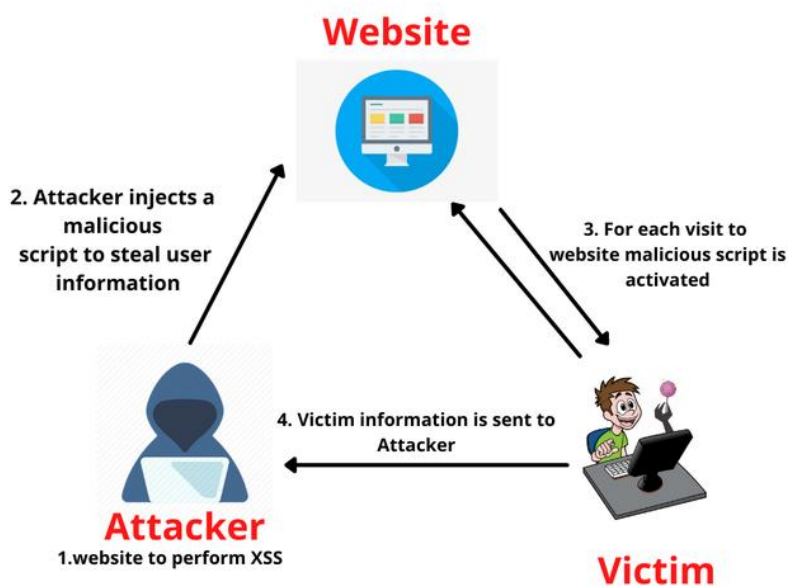 Website
2. Attacker injects a
malicious
script to steal user
information
3. For each visit to
website malicious script is
activated
4. Victim information is sent to
Attacker
Attacker
1.website to perform XSS
Victim